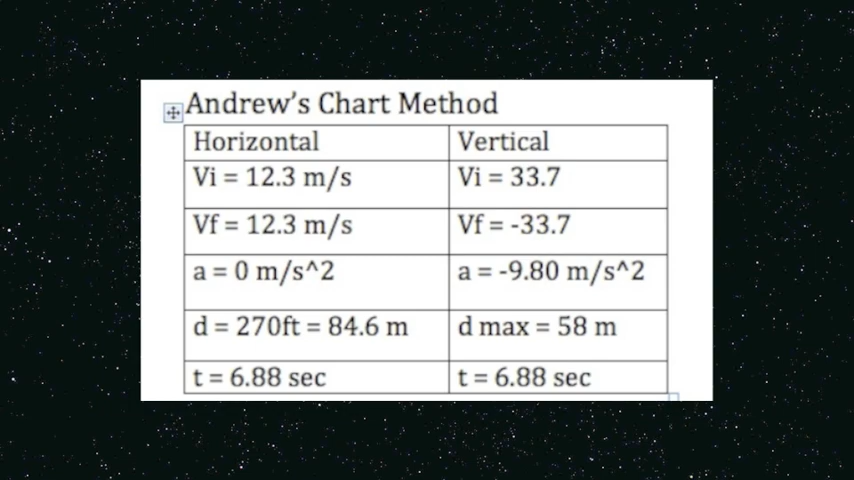 Andrew's Chart Method
Horizontal Vertical
Vi = 12.3 m/s Vi = 33.7
Vf = 12.3 m/s Vf = -33.7
a = 0 m/s^2 a = -9.80 m/s^2
d = 270ft = 84.6 m d max = 58 m
t = 6.88 sec t = 6.88 sec